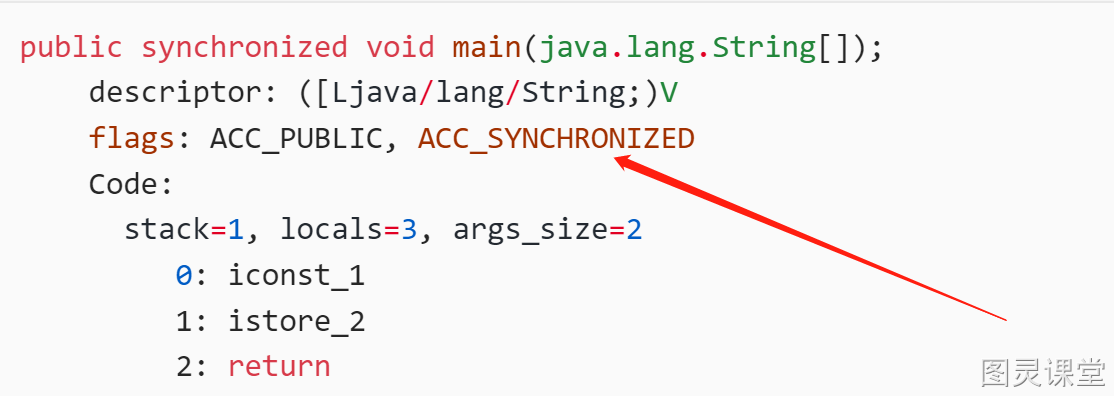 public synchronized void main(java.lang.String[]);
descriptor: ([Ljava/lang/String;)V
flags: ACC_PUBLIC, ACC_SYNCHRONIZED
Code:
stack=1, locals=3, args_size=2
0: iconst_1
1: istore_2
2: return
图灵课堂